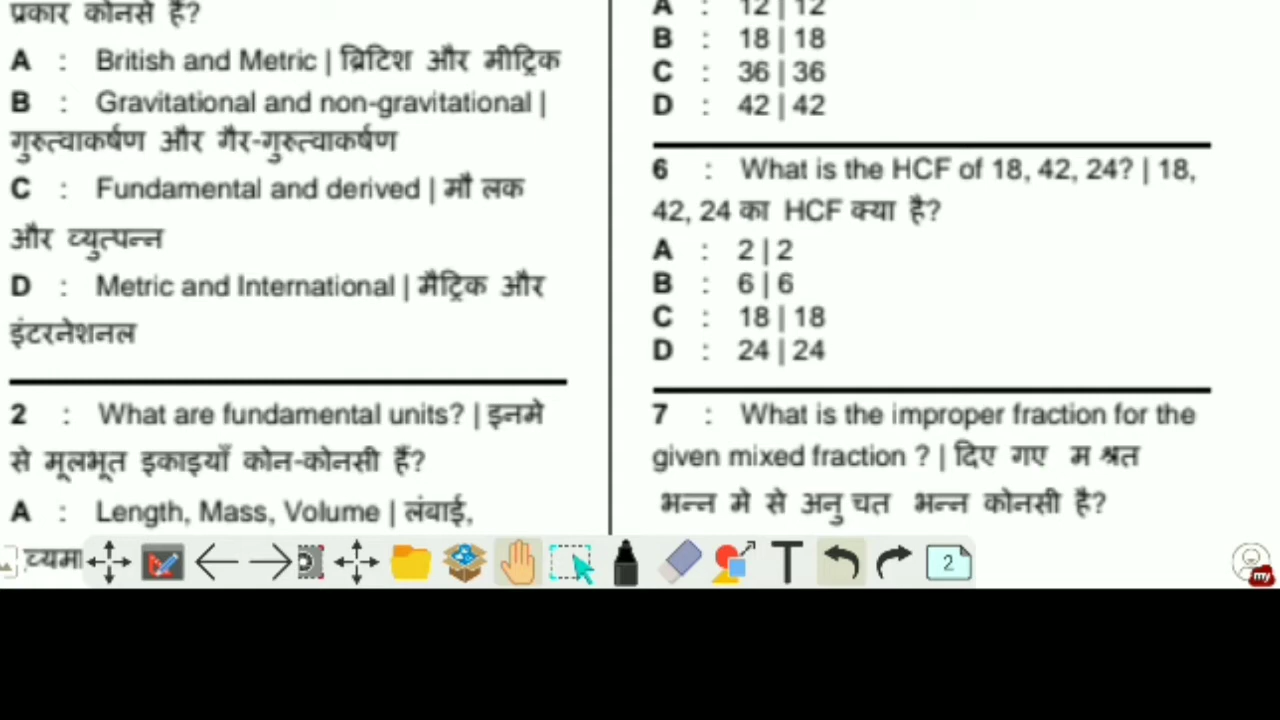 प्रकार कोनसे हैं?
A : British and Metric | ब्रिटिश और मीट्रिक
B : Gravitational and non-gravitational |
गुरुत्वाकर्षण और गैर-गुरुत्वाकर्षण
C : Fundamental and derived | मौ लक
और व्युत्पन्न
D : Metric and International | मैट्रिक और
इंटरनेशनल
2 : What are fundamental units? | इनमे
से मूलभूत इकाइयाँ कोन-कोनसी हैं?
A : Length, Mass, Volume | लंबाई,
A : 12 | 12
B : 18 | 18
C : 36 | 36
D : 42 | 42
6 : What is the HCF of 18, 42, 24? | 18,
42, 24 का HCF क्या है?
A : 2 | 2
B : 6 | 6
C : 18 | 18
D : 24 | 24
7 : What is the improper fraction for the
given mixed fraction ? | दिए गए म श्रत
भन्न मे से अनु चत भन्न कोनसी है?
T
2
my